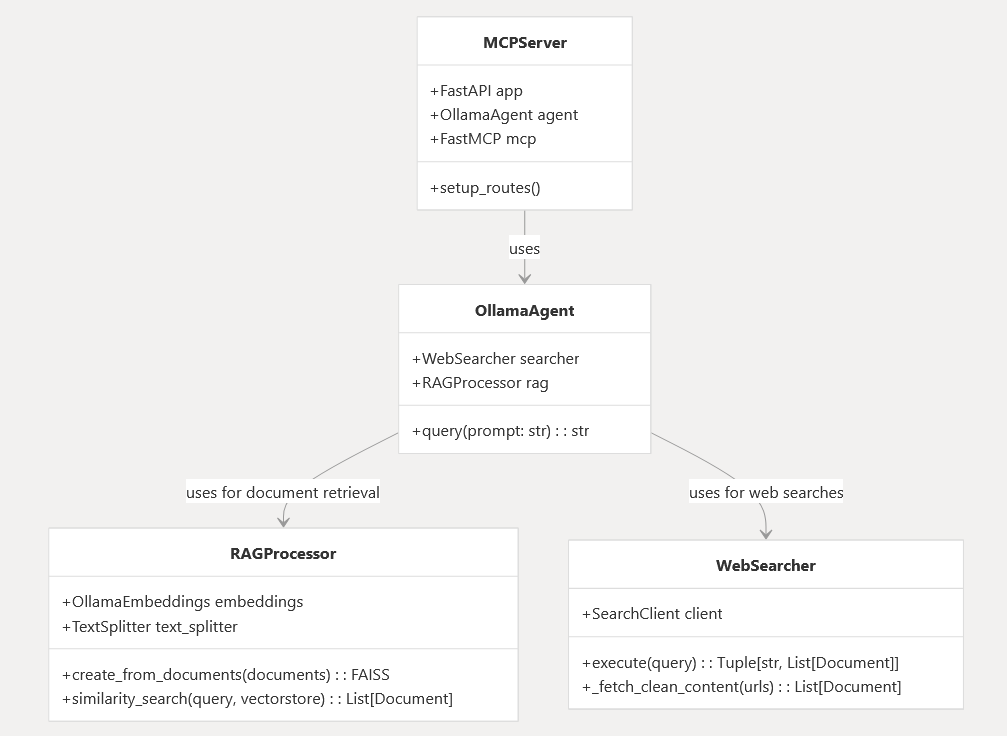 MCPServer
+FastAPI app
+OllamaAgent agent
+FastMCP mcp
+setup_routes()
uses
OllamaAgent
+WebSearcher searcher
+RAGProcessor rag
+query(prompt: str) : : str
uses for document retrieval
uses for web searches
RAGProcessor
+OllamaEmbeddings embeddings
+TextSplitter text_splitter
+create_from_documents(documents) : : FAISS
+similarity_search(query, vectorstore) : : List[Document]
WebSearcher
+SearchClient client
+execute(query) : : Tuple[str, List[Document]]
+_fetch_clean_content(urls) : : List[Document]